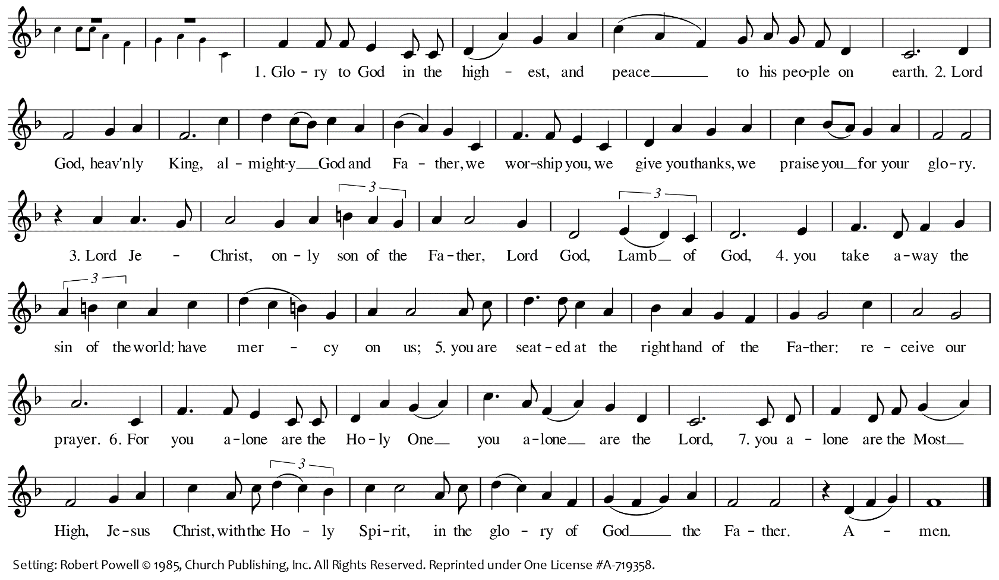 1. Glo – ry to God in the high – est, and peace to his peo–ple on earth. 2. Lord
God, heav'nly King, al – might-y God and Fa – ther, we wor–ship you, we give you thanks, we praise you for your glo–ry.
3 3
3. Lord Je – Christ, on – ly son of the Fa–ther, Lord God, Lamb of God, 4. you take a–way the
3
sin of the world: have mer – cy on us; 5. you are seat–ed at the right hand of the Fa–ther: re – ceive our
prayer. 6. For you a–lone are the Ho–ly One you a–lone are the Lord, 7. you a – lone are the Most
3
High, Je–sus Christ, with the Ho – ly Spi–rit, in the glo – ry of God the Fa – ther. A – men.
Setting: Robert Powell © 1985, Church Publishing, Inc. All Rights Reserved. Reprinted under One License #A-719358.